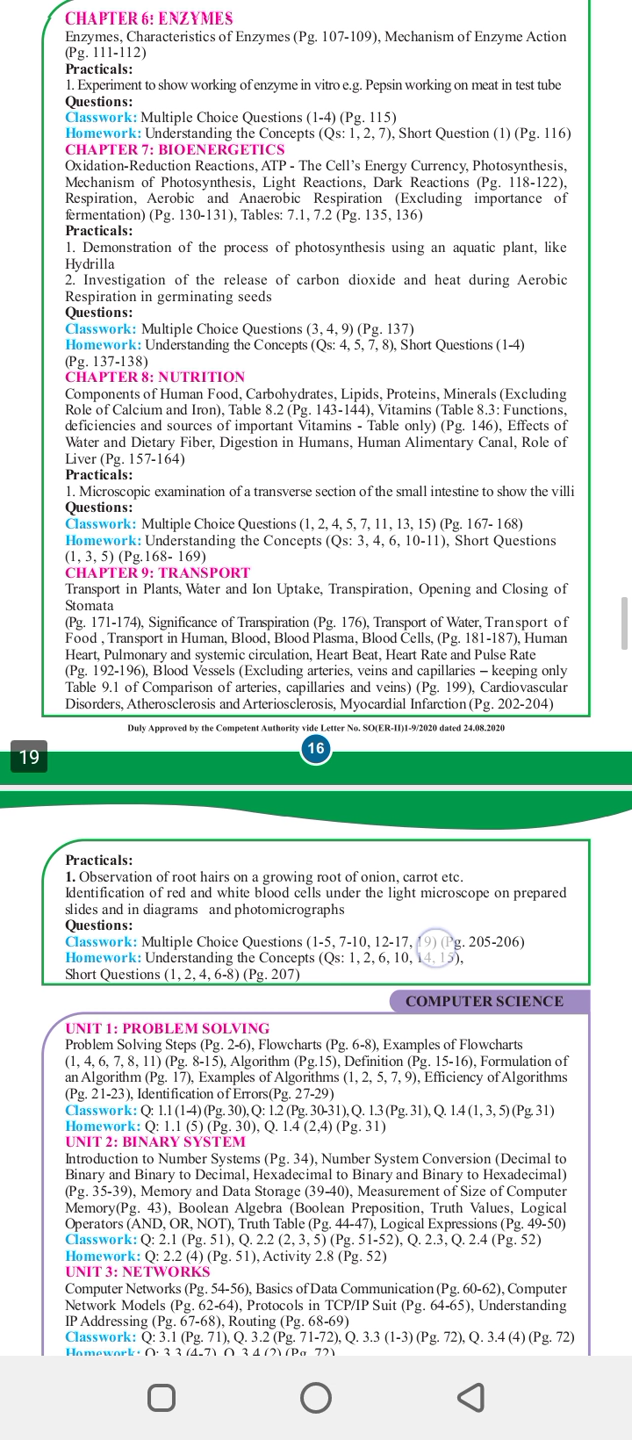 CHAPTER 6: ENZYMES
Enzymes, Characteristics of Enzymes (Pg. 107-109), Mechanism of Enzyme Action
(Pg. 111-112)
Practicals:
1. Experiment to show working of enzyme in vitro e.g. Pepsin working on meat in test tube
Questions:
Classwork: Multiple Choice Questions (1-4) (Pg. 115)
Homework: Understanding the Concepts (Qs: 1, 2, 7), Short Question (1) (Pg. 116)
CHAPTER 7: BIOENERGETICS
Oxidation-Reduction Reactions, ATP - The Cell's Energy Currency, Photosynthesis,
Mechanism of Photosynthesis, Light Reactions, Dark Reactions (Pg. 118-122),
Respiration, Aerobic and Anaerobic Respiration (Excluding importance of
fermentation) (Pg. 130-131), Tables: 7.1, 7.2 (Pg. 135, 136)
Practicals:
1. Demonstration of the process of photosynthesis using an aquatic plant, like
Hydrilla
2. Investigation of the release of carbon dioxide and heat during Aerobic
Respiration in germinating seeds
Questions:
Classwork: Multiple Choice Questions (3, 4, 9) (Pg. 137)
Homework: Understanding the Concepts (Qs: 4, 5, 7, 8), Short Questions (1-4)
(Pg. 137-138)
CHAPTER 8: NUTRITION
Components of Human Food, Carbohydrates, Lipids, Proteins, Minerals (Excluding
Role of Calcium and Iron), Table 8.2 (Pg. 143-144), Vitamins (Table 8.3: Functions,
deficiencies and sources of important Vitamins - Table only) (Pg. 146), Effects of
Water and Dietary Fiber, Digestion in Humans, Human Alimentary Canal, Role of
Liver (Pg. 157-164)
Practicals:
1. Microscopic examination of a transverse section of the small intestine to show the villi
Questions:
Classwork: Multiple Choice Questions (1, 2, 4, 5, 7, 11, 13, 15) (Pg. 167- 168)
Homework: Understanding the Concepts (Qs: 3, 4, 6, 10-11), Short Questions
(1, 3, 5) (Pg.168- 169)
CHAPTER 9: TRANSPORT
Transport in Plants, Water and Ion Uptake, Transpiration, Opening and Closing of
Stomata
(Pg. 171-174), Significance of Transpiration (Pg. 176), Transport of Water, Transport of
Food , Transport in Human, Blood, Blood Plasma, Blood Cells, (Pg. 181-187), Human
Heart, Pulmonary and systemic circulation, Heart Beat, Heart Rate and Pulse Rate
(Pg. 192-196), Blood Vessels (Excluding arteries, veins and capillaries – keeping only
Table 9.1 of Comparison of arteries, capillaries and veins) (Pg. 199), Cardiovascular
Disorders, Atherosclerosis and Arteriosclerosis, Myocardial Infarction (Pg. 202-204)
Duly Approved by the Competent Authority vide Letter No. SO(ER-II)1-9/2020 dated 24.08.2020
16
19
Practicals:
1. Observation of root hairs on a growing root of onion, carrot etc.
Identification of red and white blood cells under the light microscope on prepared
slides and in diagrams and photomicrographs
Questions:
Classwork: Multiple Choice Questions (1-5, 7-10, 12-17, 19) (Pg. 205-206)
Homework: Understanding the Concepts (Qs: 1, 2, 6, 10, 14, 15),
Short Questions (1, 2, 4, 6-8) (Pg. 207)
COMPUTER SCIENCE
UNIT 1: PROBLEM SOLVING
Problem Solving Steps (Pg. 2-6), Flowcharts (Pg. 6-8), Examples of Flowcharts
(1, 4, 6, 7, 8, 11) (Pg. 8-15), Algorithm (Pg.15), Definition (Pg. 15-16), Formulation of
an Algorithm (Pg. 17), Examples of Algorithms (1, 2, 5, 7, 9), Efficiency of Algorithms
(Pg. 21-23), Identification of Errors(Pg. 27-29)
Classwork: Q: 1.1 (1-4) (Pg. 30), Q: 1.2 (Pg. 30-31), Q. 1.3 (Pg. 31), Q. 1.4 (1, 3, 5) (Pg. 31)
Homework: Q: 1.1 (5) (Pg. 30), Q. 1.4 (2,4) (Pg. 31)
UNIT 2: BINARY SYSTEM
Introduction to Number Systems (Pg. 34), Number System Conversion (Decimal to
Binary and Binary to Decimal, Hexadecimal to Binary and Binary to Hexadecimal)
(Pg. 35-39), Memory and Data Storage (39-40), Measurement of Size of Computer
Memory(Pg. 43), Boolean Algebra (Boolean Preposition, Truth Values, Logical
Operators (AND, OR, NOT), Truth Table (Pg. 44-47), Logical Expressions (Pg. 49-50)
Classwork: Q: 2.1 (Pg. 51), Q. 2.2 (2, 3, 5) (Pg. 51-52), Q. 2.3, Q. 2.4 (Pg. 52)
Homework: Q: 2.2 (4) (Pg. 51), Activity 2.8 (Pg. 52)
UNIT 3: NETWORKS
Computer Networks (Pg. 54-56), Basics of Data Communication (Pg. 60-62), Computer
Network Models (Pg. 62-64), Protocols in TCP/IP Suit (Pg. 64-65), Understanding
IP Addressing (Pg. 67-68), Routing (Pg. 68-69)
Classwork: Q: 3.1 (Pg. 71), Q. 3.2 (Pg. 71-72), Q. 3.3 (1-3) (Pg. 72), Q. 3.4 (4) (Pg. 72)
Homework: Q: 3.3 (4-7), Q. 3.4 (2) (Pg. 72)